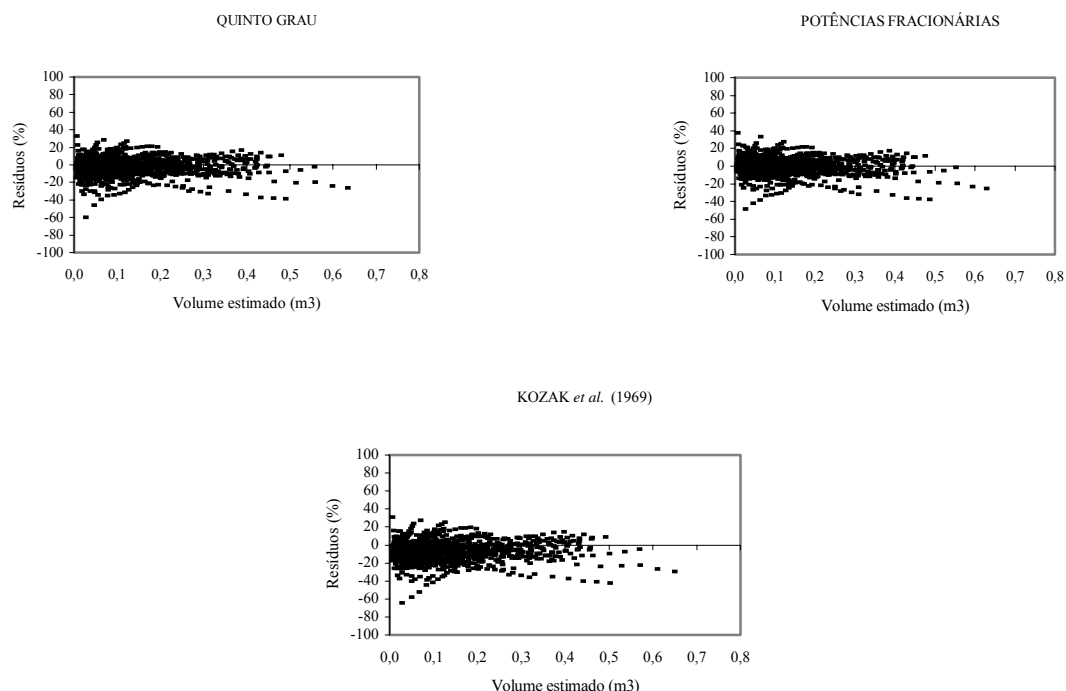 QUINTO GRAU
100
80
60
40
20
0
-20
-40
-60
-80
-100
Resíduos (%)
0,0 0,1 0,2 0,3 0,4 0,5 0,6 0,7 0,8
Volume estimado (m3)
POTÊNCIAS FRACIONÁRIAS
100
80
60
40
20
0
-20
-40
-60
-80
-100
Resíduos (%)
0,0 0,1 0,2 0,3 0,4 0,5 0,6 0,7 0,8
Volume estimado (m3)
KOZAK et al. (1969)
100
80
60
40
20
0
-20
-40
-60
-80
-100
Resíduos (%)
0,0 0,1 0,2 0,3 0,4 0,5 0,6 0,7 0,8
Volume estimado (m3)